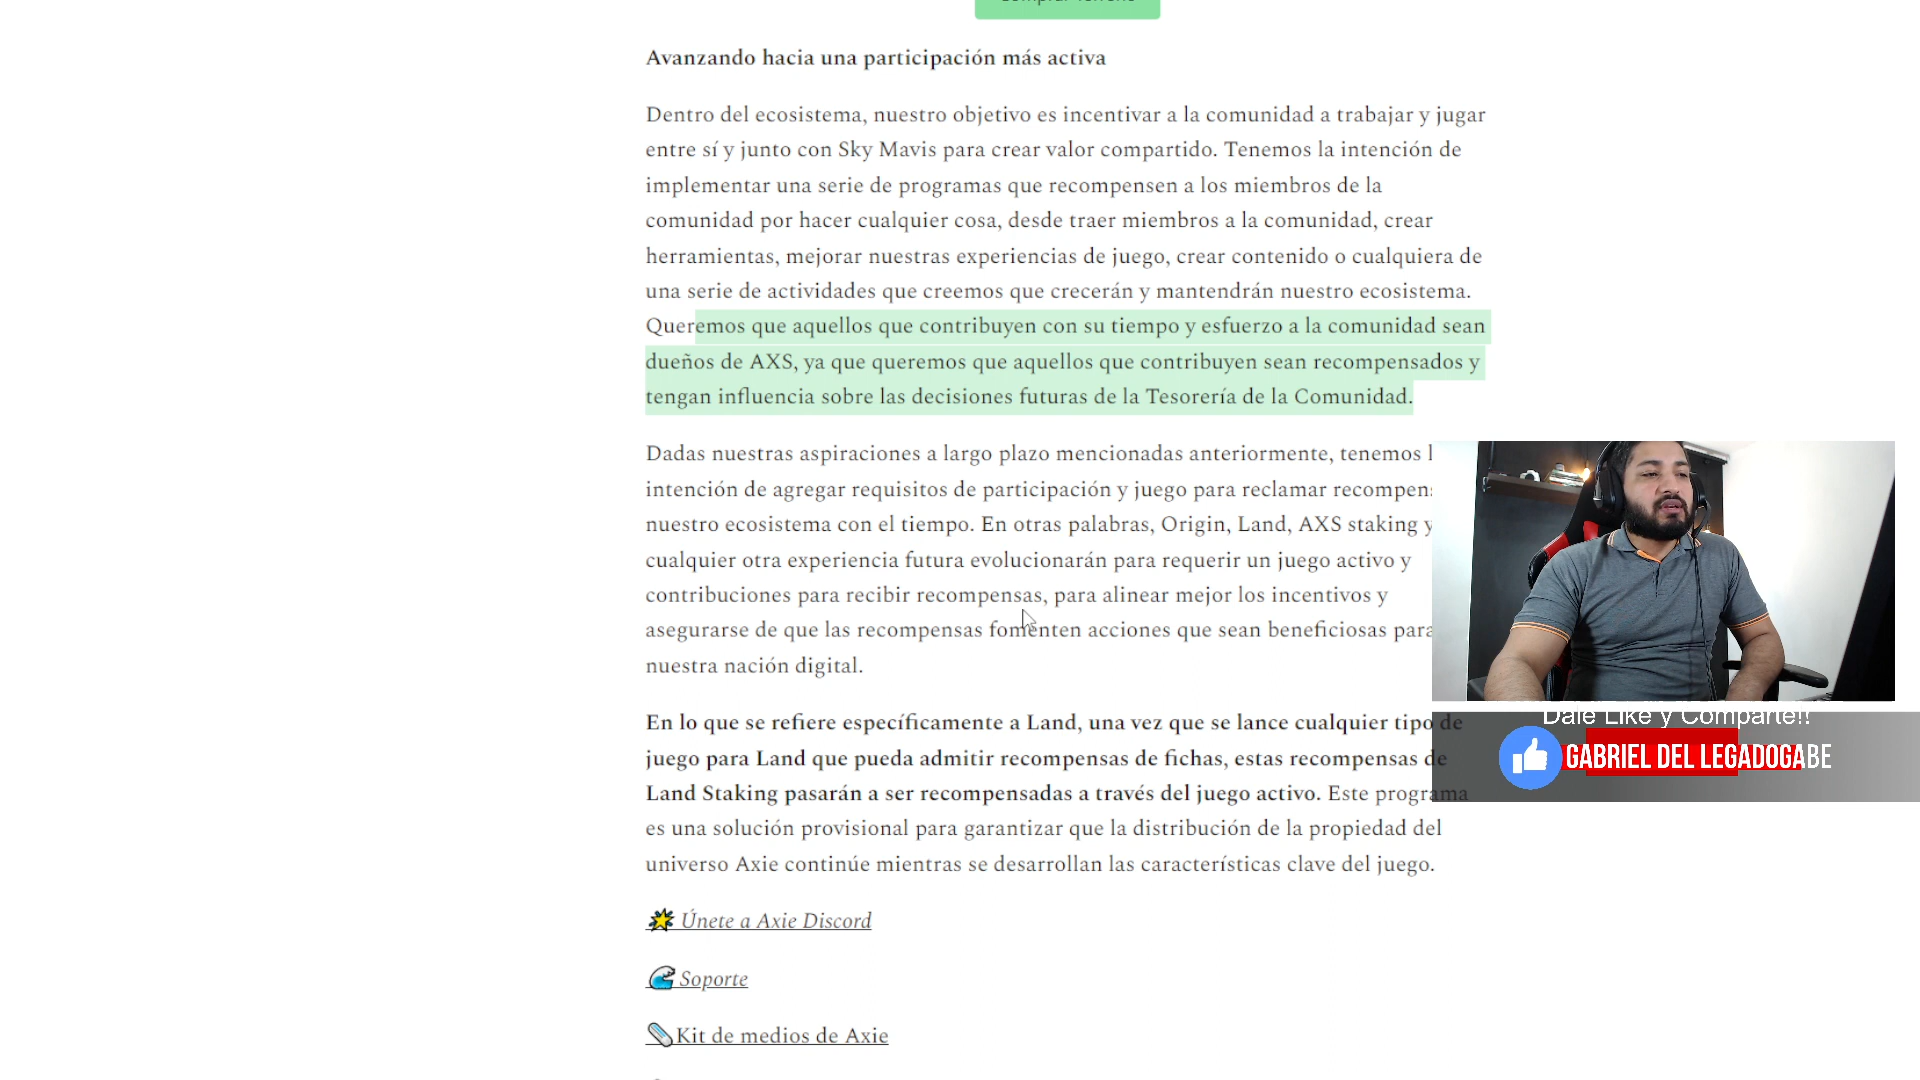 Avanzando hacia una participación más activa
Dentro del ecosistema, nuestro objetivo es incentivar a la comunidad a trabajar y jugar
entre sí y junto con Sky Mavis para crear valor compartido. Tenemos la intención de
implementar una serie de programas que recompensen a los miembros de la
comunidad por hacer cualquier cosa, desde traer miembros a la comunidad, crear
herramientas, mejorar nuestras experiencias de juego, crear contenido o cualquiera de
una serie de actividades que creemos que crecerán y mantendrán nuestro ecosistema.
Queremos que aquellos que contribuyen con su tiempo y esfuerzo a la comunidad sean
dueños de AXS, ya que queremos que aquellos que contribuyen sean recompensados y
tengan influencia sobre las decisiones futuras de la Tesorería de la Comunidad.
Dadas nuestras aspiraciones a largo plazo mencionadas anteriormente, tenemos l
intención de agregar requisitos de participación y juego para reclamar recompen
nuestro ecosistema con el tiempo. En otras palabras, Origin, Land, AXS staking y
cualquier otra experiencia futura evolucionarán para requerir un juego activo y
contribuciones para recibir recompensas, para alinear mejor los incentivos y
asegurarse de que las recompensas fomenten acciones que sean beneficiosas para
nuestra nación digital.
En lo que se refiere específicamente a Land, una vez que se lance cualquier tipo de
juego para Land que pueda admitir recompensas de fichas, estas recompensas de
Land Staking pasarán a ser recompensadas a través del juego activo. Este programa
es una solución provisional para garantizar que la distribución de la propiedad del
universo Axie continúe mientras se desarrollan las características clave del juego.
Únete a Axie Discord
Soporte
Kit de medios de Axie
Dale Like y Comparte!!
GABRIEL DEL LEGADOGABE